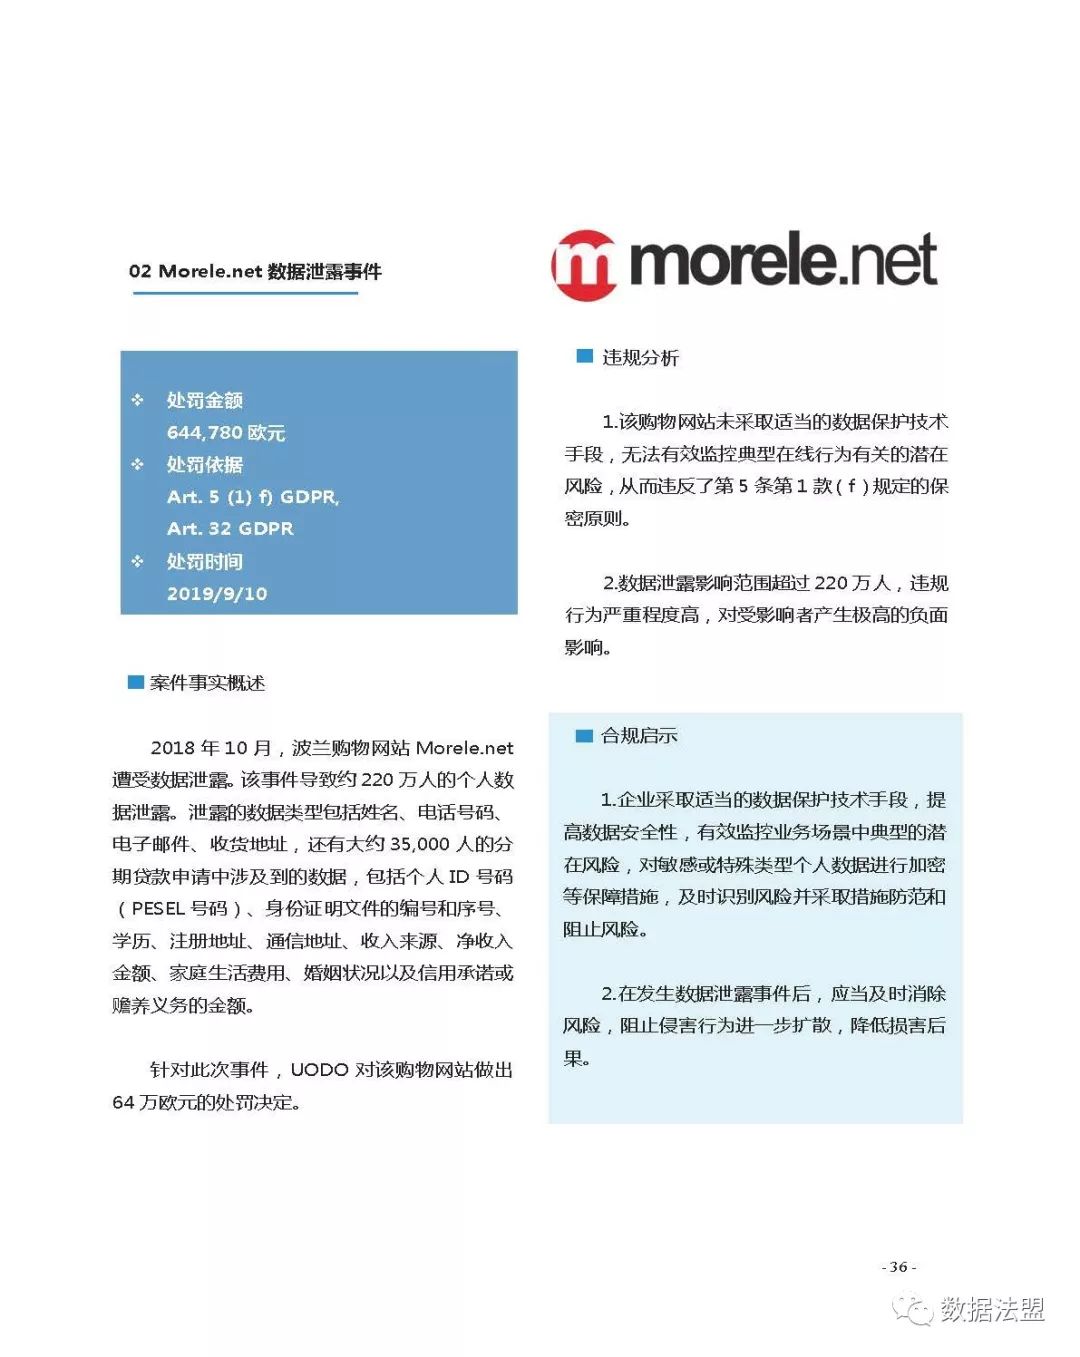 02 Morele.net 数据泄露事件
处罚金额
644,780 欧元
处罚依据
Art. 5 (1) f) GDPR,
Art. 32 GDPR
处罚时间
2019/9/10
案件事实概述
2018 年 10 月，波兰购物网站 Morele.net
遭受数据泄露。该事件导致约 220 万人的个人数
据泄露。泄露的数据类型包括姓名、电话号码、
电子邮件、收货地址，还有大约 35,000 人的分
期贷款申请中涉及到的数据，包括个人 ID 号码
（PESEL 号码）、身份证明文件的编号和序号、
学历、注册地址、通信地址、收入来源、净收入
金额、家庭生活费用、婚姻状况以及信用承诺或
赡养义务的金额。
针对此次事件，UODO 对该购物网站做出
64 万欧元的处罚决定。
m morele.net
违规分析
1.该购物网站未采取适当的数据保护技术
手段，无法有效监控典型在线行为有关的潜在
风险，从而违反了第 5 条第 1 款（f）规定的保
密原则。
2.数据泄露影响范围超过 220 万人，违规
行为严重程度高，对受影响者产生极高的负面
影响。
合规启示
1.企业采取适当的数据保护技术手段，提
高数据安全性，有效监控业务场景中典型的潜
在风险，对敏感或特殊类型个人数据进行加密
等保障措施，及时识别风险并采取措施防范和
阻止风险。
2.在发生数据泄露事件后，应当及时消除
风险，阻止侵害行为进一步扩散，降低损害后
果。
- 36 -
数据法盟